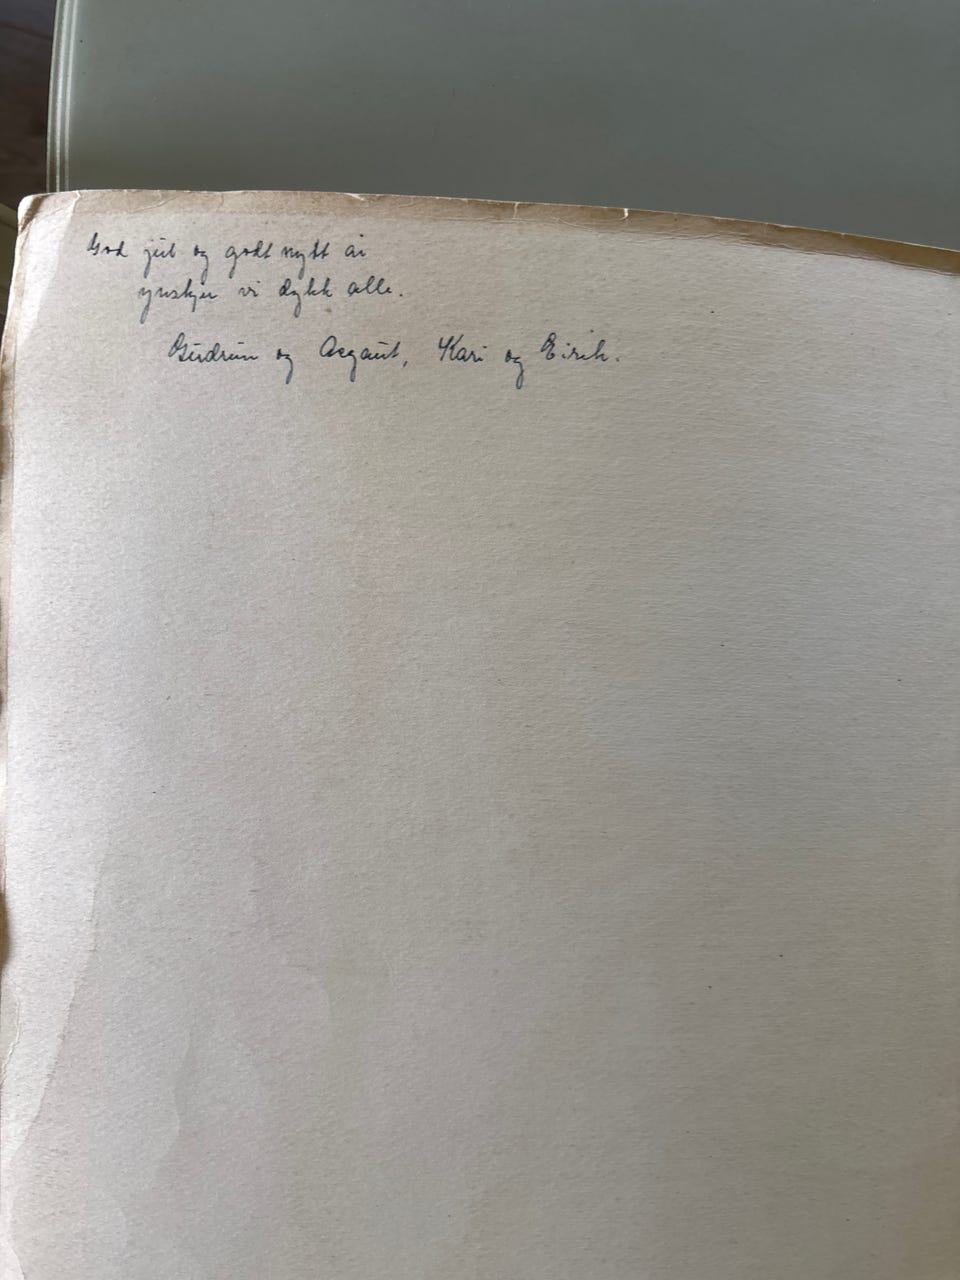 God jul og godt nytt år
ynskjer vi dykk alle.
Gudrun og Asgaut, Kari og Eirik.